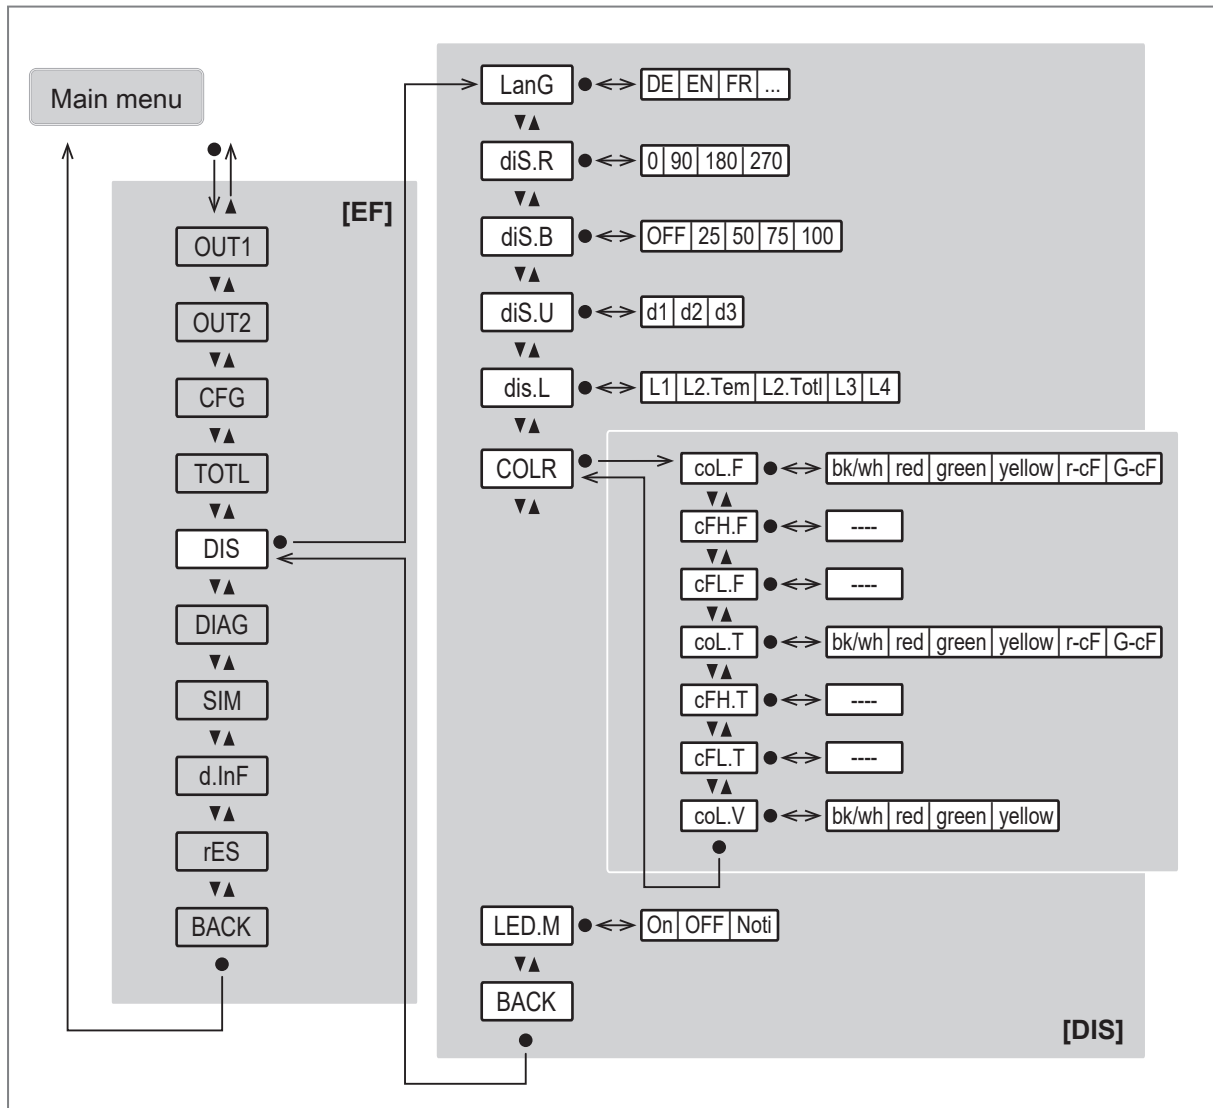 Main menu
[EF]
OUT1
OUT2
CFG
TOTL
DIS
DIAG
SIM
d.InF
rES
BACK
LanG DE EN FR ...
diS.R 0 90 180 270
diS.B OFF 25 50 75 100
diS.U d1 d2 d3
dis.L L1 L2.Tem L2.Totl L3 L4
COLR
coL.F bk/wh red green yellow r-cF G-cF
cFH.F ----
cFL.F ----
coL.T bk/wh red green yellow r-cF G-cF
cFH.T ----
cFL.T ----
coL.V bk/wh red green yellow
LED.M On OFF Noti
BACK
[DIS]